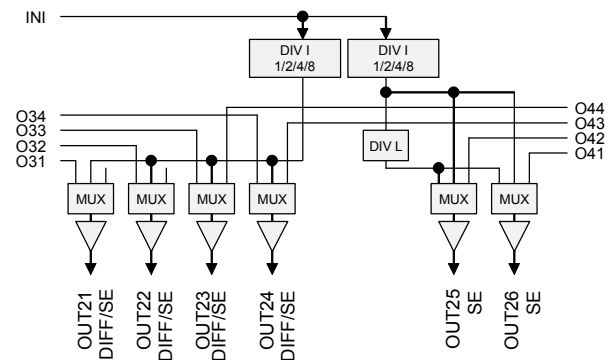 INI
DIV I
1/2/4/8
DIV I
1/2/4/8
O34
O33
O32
O31
O44
O43
O42
O41
DIV L
MUX
MUX
MUX
MUX
MUX
MUX
OUT21
DIFF/SE
OUT22
DIFF/SE
OUT23
DIFF/SE
OUT24
DIFF/SE
OUT25
SE
OUT26
SE